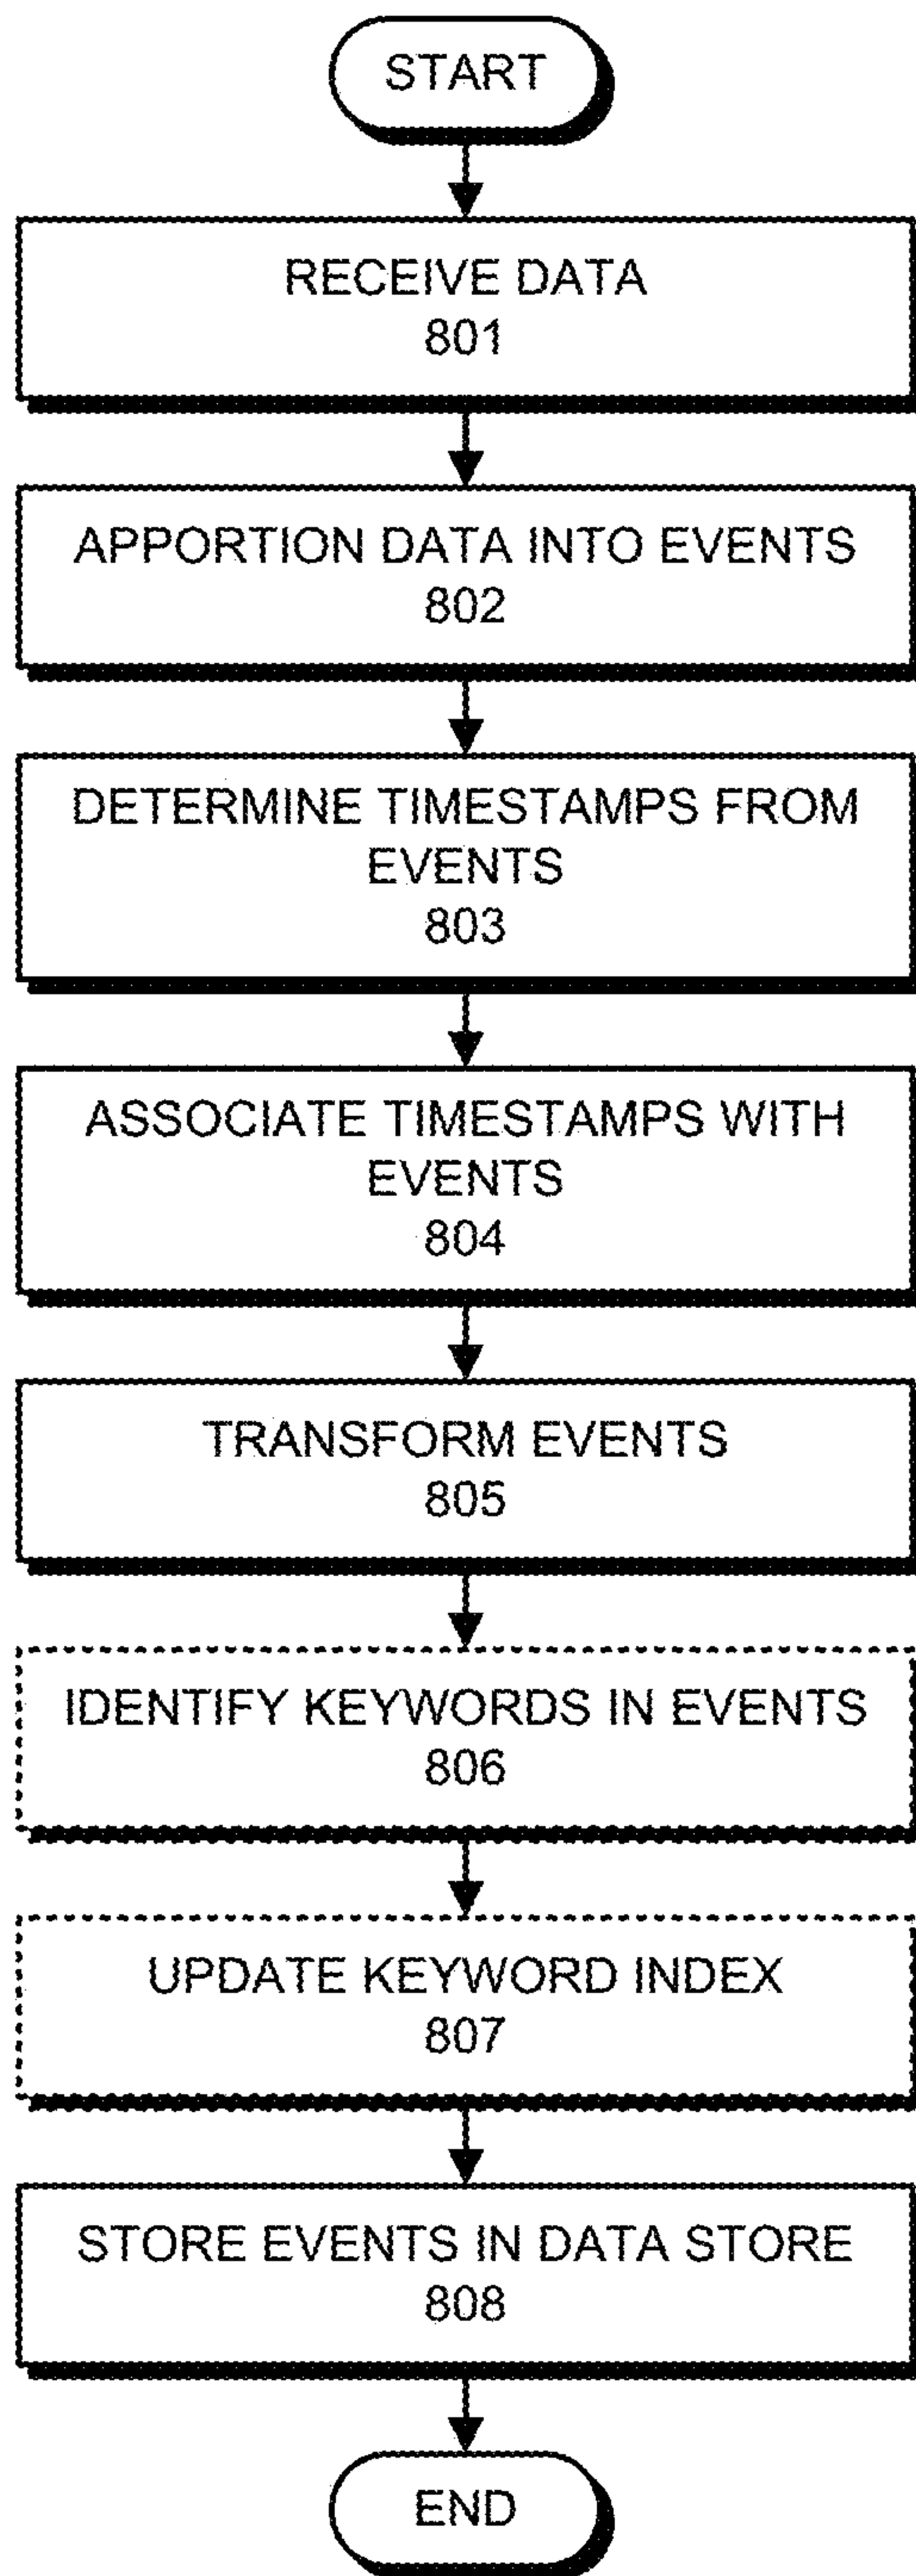 START
RECEIVE DATA
801
APPORTION DATA INTO EVENTS
802
DETERMINE TIMESTAMPS FROM
EVENTS
803
ASSOCIATE TIMESTAMPS WITH
EVENTS
804
TRANSFORM EVENTS
805
IDENTIFY KEYWORDS IN EVENTS
806
UPDATE KEYWORD INDEX
807
STORE EVENTS IN DATA STORE
808
END